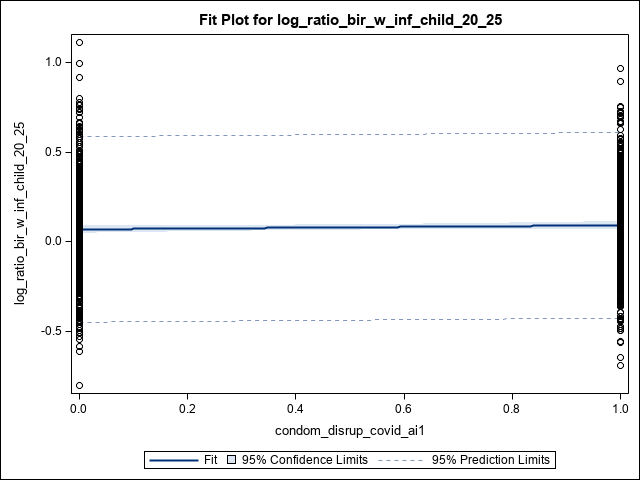 Fit Plot for log_ratio_bir_w_inf_child_20_25
log_ratio_bir_w_inf_child_20_25
1.0
0.5
0.0
-0.5
0.0 0.2 0.4 0.6 0.8 1.0
condom_disrup_covid_ai1
Fit 95% Confidence Limits 95% Prediction Limits